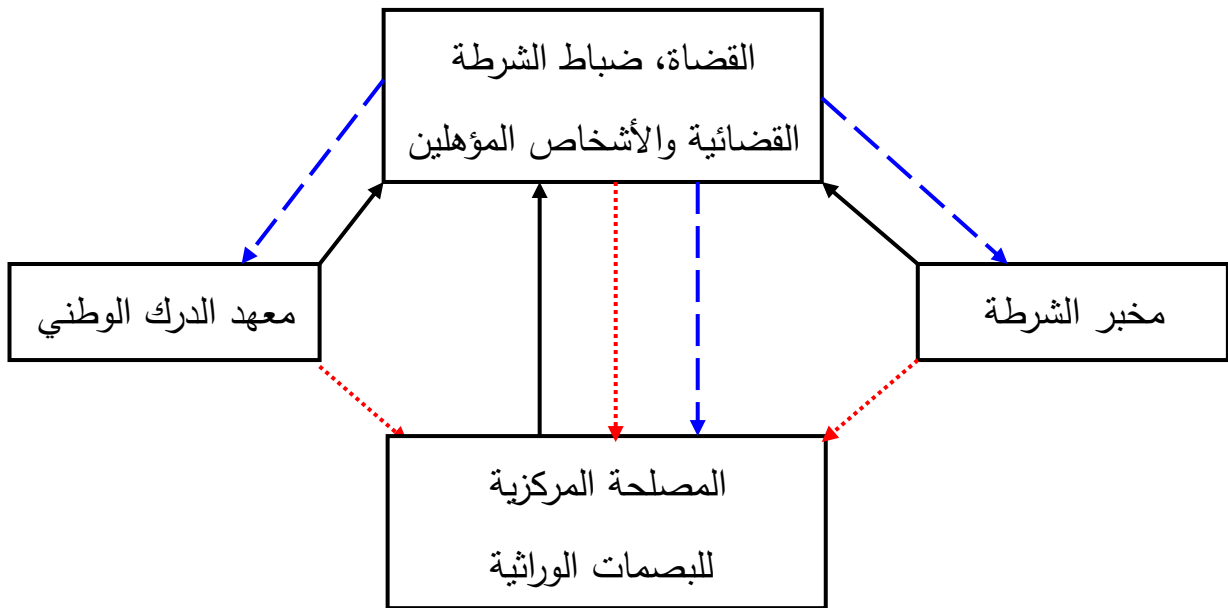 القضاة، ضباط الشرطة
القضائية والأشخاص المؤهلين
مخبر الشرطة
معهد الدرك الوطني
المصلحة المركزية
للبصمات الوراثية